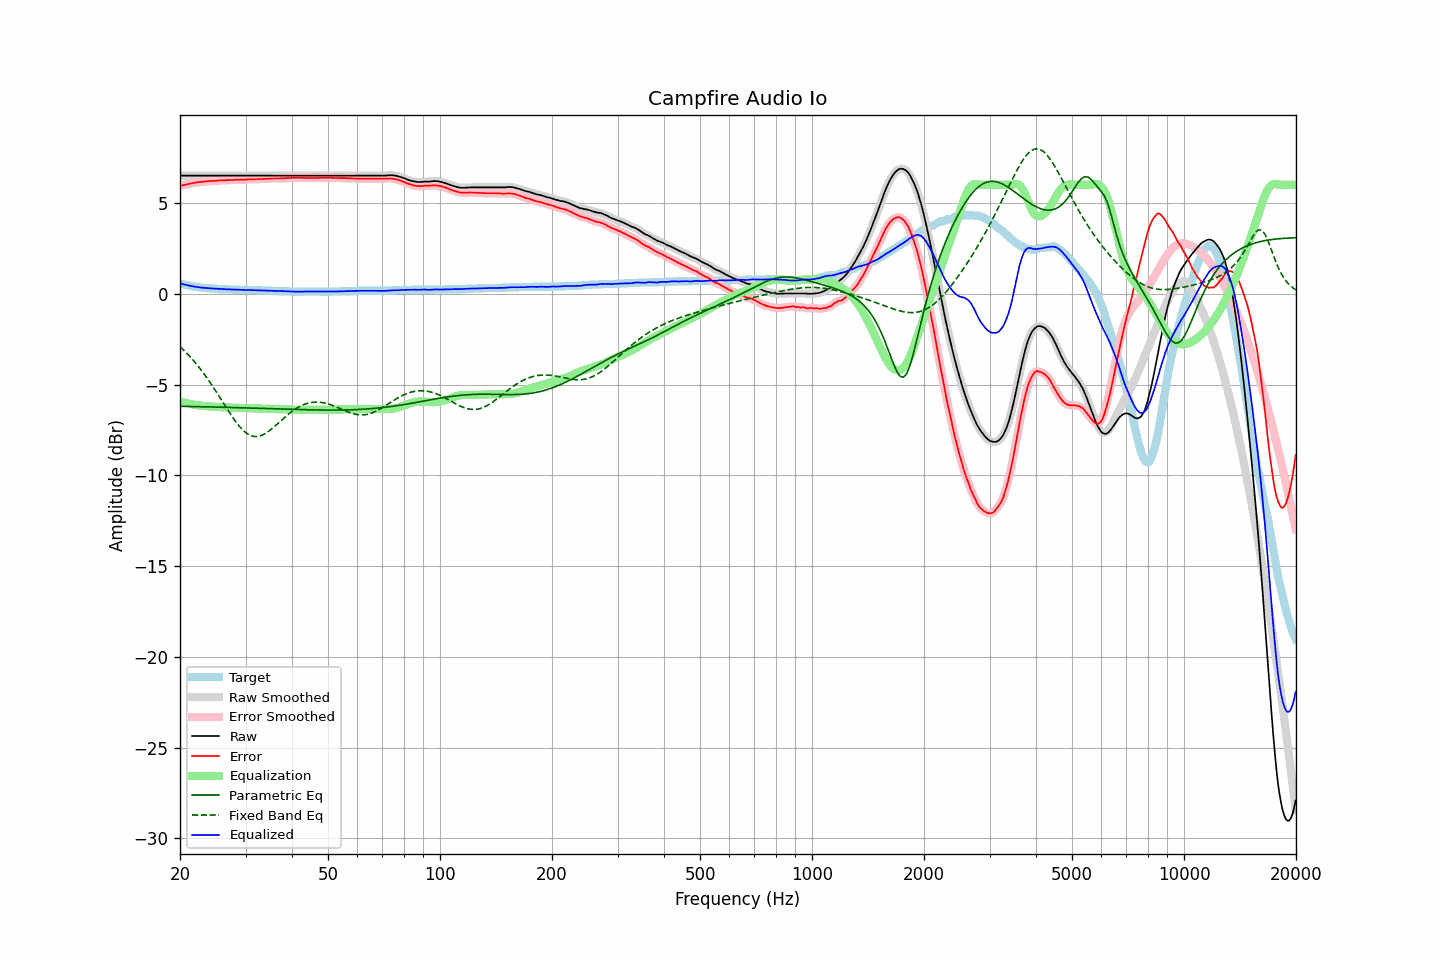 Campfire Audio Io
Amplitude (dBr)
5
0
−5
−10
−15
−20
−25
−30
Target
Raw Smoothed
Error Smoothed
Raw
Error
Equalization
Parametric Eq
Fixed Band Eq
Equalized
20 50 100 200 500 1000 2000 5000 10000 20000
Frequency (Hz)